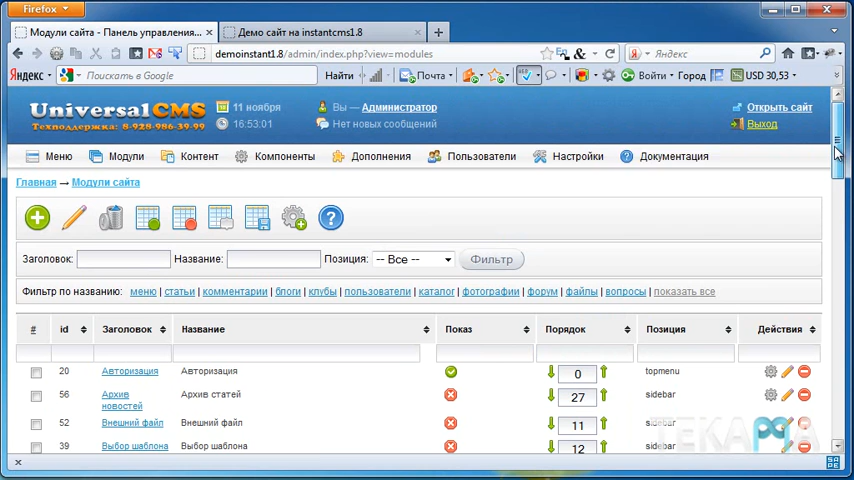 Firefox
Модули сайта - Панель управления... ×
Демо сайт на instantcms1.8 ×
demoinstant1.8/admin/index.php?view=modules
Яндекс
Яндекс
Поиск в Google
Найти
Почта
Войти
Город
USD 30,53
UniversalCMS
Техподдержка: 8-928-986-39-99
11 ноября
16:53:01
Вы — Администратор
Нет новых сообщений
Открыть сайт
Выход
Меню Модули Контент Компоненты Дополнения Пользователи Настройки Документация
Главная → Модули сайта
Заголовок: Название: Позиция: -- Все -- Фильтр
Фильтр по названию: меню | статьи | комментарии | блоги | клубы | пользователи | каталог | фотографии | форум | файлы | вопросы | показать все
# id Заголовок Название Показ Порядок Позиция Действия
20 Авторизация Авторизация 0 topmenu
56 Архив новостей Архив статей 27 sidebar
52 Внешний файл Внешний файл 11 sidebar
39 Выбор шаблона Выбор шаблона 12 sidebar
ТЕКАМА
SAPE